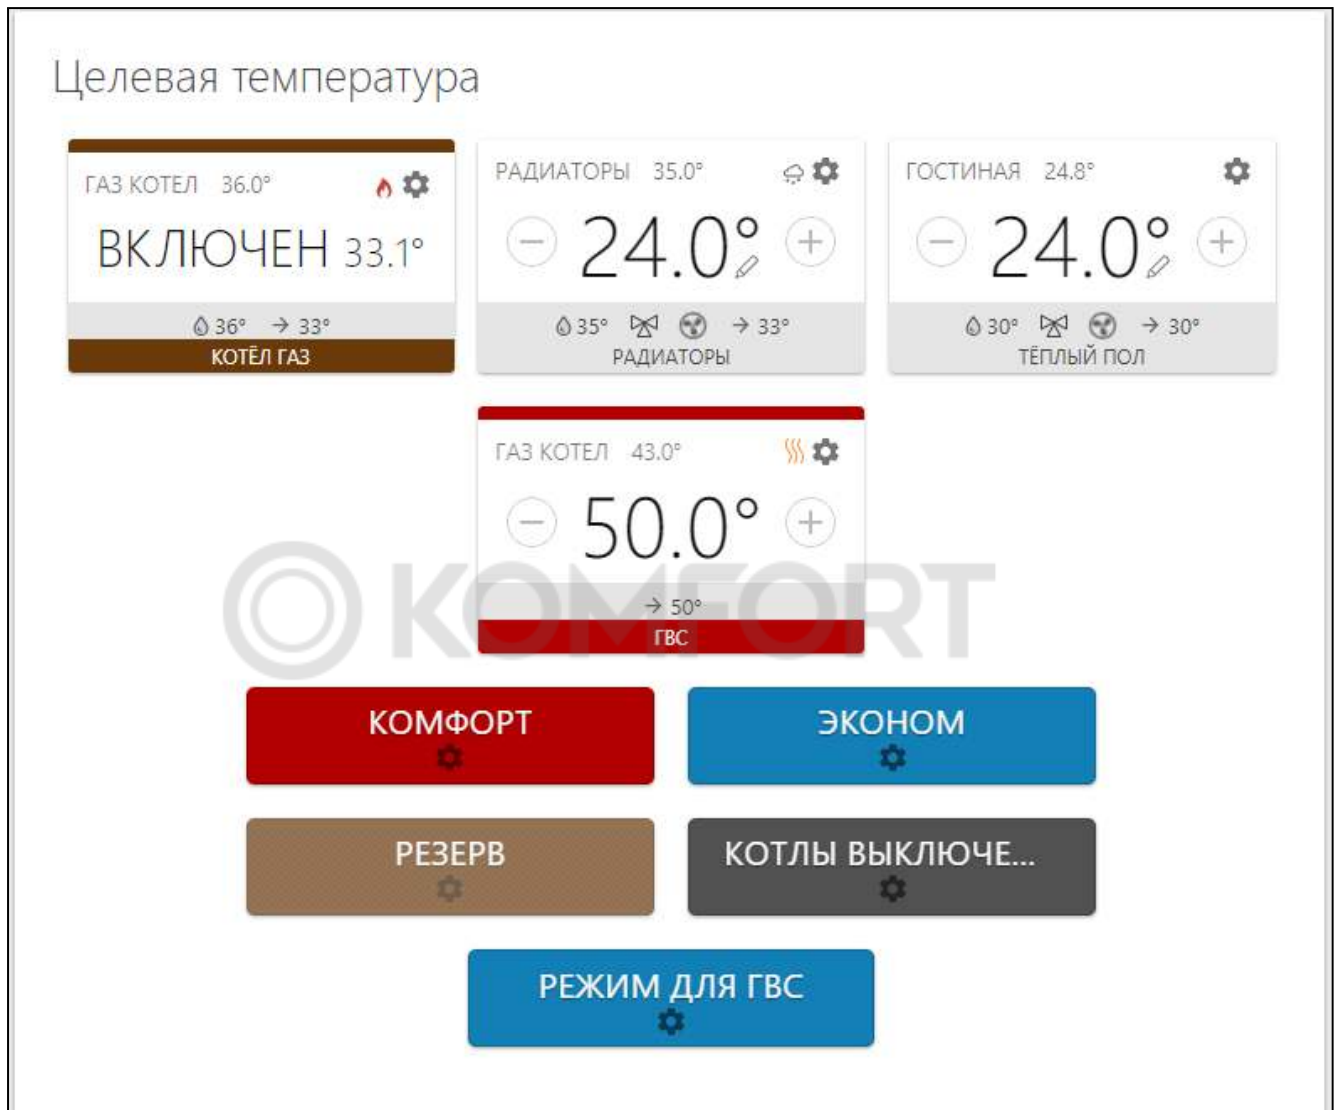 Целевая температура
ГАЗ КОТЕЛ 36.0°
ВКЛЮЧЕН 33.1°
36° → 33°
КОТЁЛ ГАЗ
РАДИАТОРЫ 35.0°
− 24.0° +
35° → 33°
РАДИАТОРЫ
ГОСТИНАЯ 24.8°
− 24.0° +
30° → 30°
ТЁПЛЫЙ ПОЛ
ГАЗ КОТЕЛ 43.0°
− 50.0° +
→ 50°
ГВС
KOMFORT
КОМФОРТ
ЭКОНОМ
РЕЗЕРВ
КОТЛЫ ВЫКЛЮЧЕ...
РЕЖИМ ДЛЯ ГВС